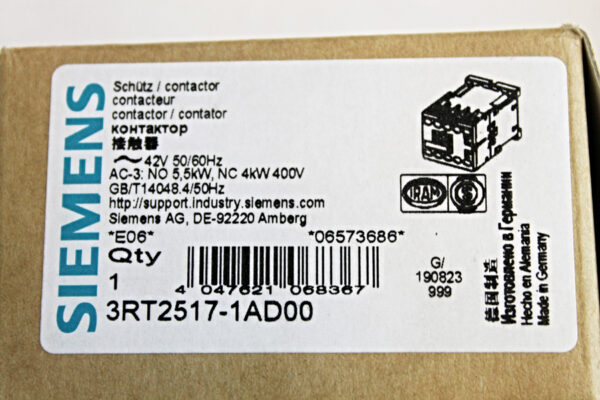 SIEMENS
Schütz / contactor
contacteur
contactor / contator
контактор
接触器
~ 42V 50/60Hz
AC-3: NO 5,5kW, NC 4kW 400V
GB/T14048.4/50Hz
http://support.industry.siemens.com
Siemens AG, DE-92220 Amberg
*E06* *06573686*
Qty
1
4 047621 068367
3RT2517-1AD00
IRAM
S
G/
190823
999
德国制造
Изготовлено в Германии
Hecho en Alemania
Made in Germany